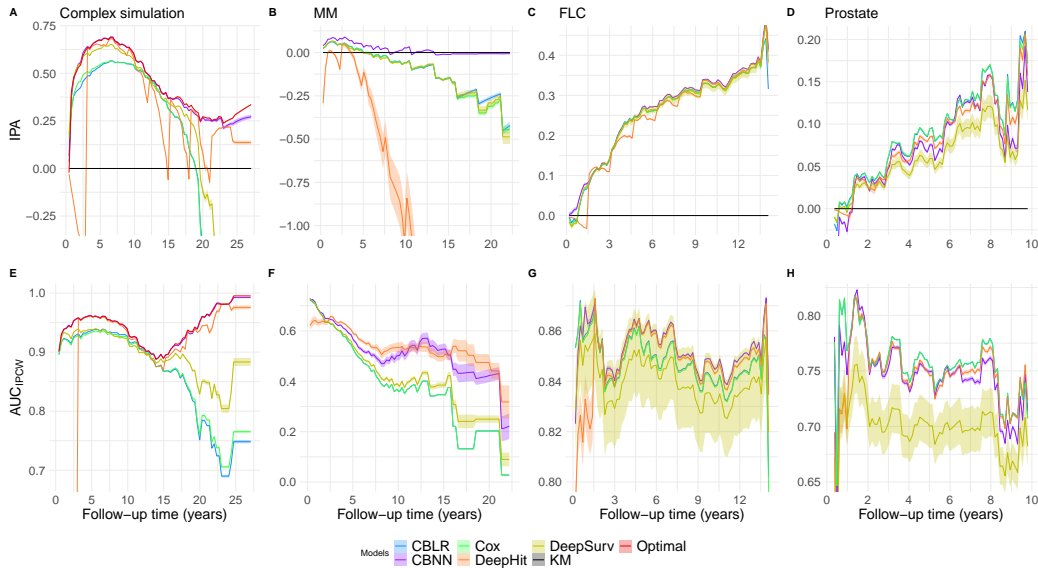 A Complex simulation B MM C FLC D Prostate
IPA
0.75
0.50
0.25
0.00
−0.25
0 5 10 15 20 25
0.00
−0.25
−0.50
−0.75
−1.00
0 5 10 15 20
0.4
0.3
0.2
0.1
0.0
0 3 6 9 12
0.20
0.15
0.10
0.05
0.00
0 2 4 6 8 10
E F G H
AUC IPCW
1.0
0.9
0.8
0.7
0 5 10 15 20 25
0.6
0.4
0.2
0.0
0 5 10 15 20
0.86
0.84
0.82
0.80
0 3 6 9 12
0.80
0.75
0.70
0.65
0 2 4 6 8 10
Follow−up time (years) Follow−up time (years) Follow−up time (years) Follow−up time (years)
Models CBLR Cox DeepSurv Optimal
CBNN DeepHit KM